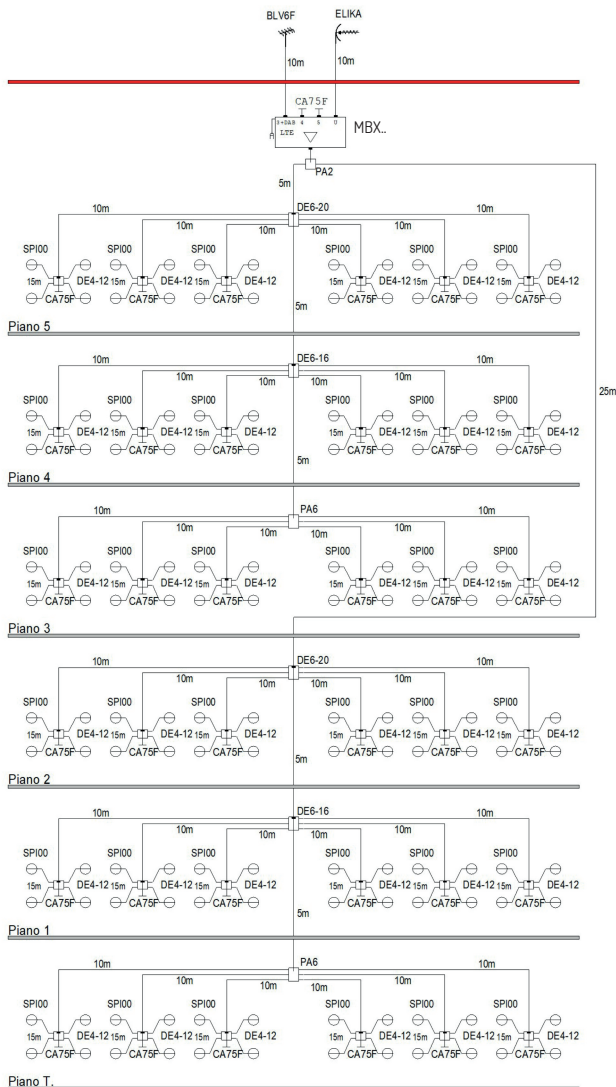 BLV6F ELIKA
10m 10m
CA75F
3+DAB 4 5 U
LTE
MBX..
PA2
5m
DE6-20
10m 10m
10m 10m
10m 10m
SPI00 SPI00 SPI00 SPI00 SPI00 SPI00
15m DE4-12 15m DE4-12 15m DE4-12 15m DE4-12 15m DE4-12 15m DE4-12
CA75F CA75F CA75F CA75F CA75F CA75F
5m
Piano 5
DE6-16
10m 10m
10m 10m
10m 10m
25m
SPI00 SPI00 SPI00 SPI00 SPI00 SPI00
15m DE4-12 15m DE4-12 15m DE4-12 15m DE4-12 15m DE4-12 15m DE4-12
CA75F CA75F CA75F CA75F CA75F CA75F
5m
Piano 4
PA6
10m 10m
10m 10m
10m 10m
SPI00 SPI00 SPI00 SPI00 SPI00 SPI00
15m DE4-12 15m DE4-12 15m DE4-12 15m DE4-12 15m DE4-12 15m DE4-12
CA75F CA75F CA75F CA75F CA75F CA75F
Piano 3
DE6-20
10m 10m
10m 10m
10m 10m
SPI00 SPI00 SPI00 SPI00 SPI00 SPI00
15m DE4-12 15m DE4-12 15m DE4-12 15m DE4-12 15m DE4-12 15m DE4-12
CA75F CA75F CA75F CA75F CA75F CA75F
5m
Piano 2
DE6-16
10m 10m
10m 10m
10m 10m
SPI00 SPI00 SPI00 SPI00 SPI00 SPI00
15m DE4-12 15m DE4-12 15m DE4-12 15m DE4-12 15m DE4-12 15m DE4-12
CA75F CA75F CA75F CA75F CA75F CA75F
5m
Piano 1
PA6
10m 10m
10m 10m
10m 10m
SPI00 SPI00 SPI00 SPI00 SPI00 SPI00
15m DE4-12 15m DE4-12 15m DE4-12 15m DE4-12 15m DE4-12 15m DE4-12
CA75F CA75F CA75F CA75F CA75F CA75F
Piano T.